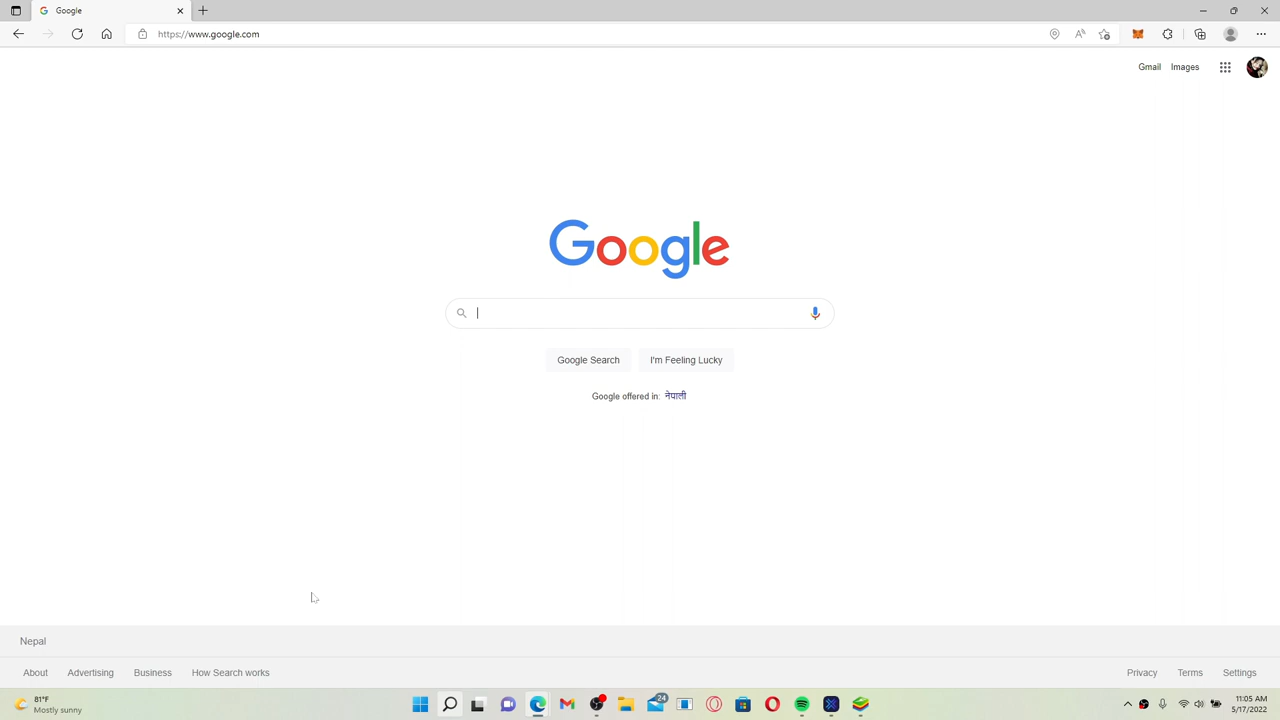 Google
https://www.google.com
Gmail Images
Google
Google Search I'm Feeling Lucky
Google offered in: नेपाली
Nepal
About Advertising Business How Search works
Privacy Terms Settings
81°F
Mostly sunny
24
11:05 AM
5/17/2022